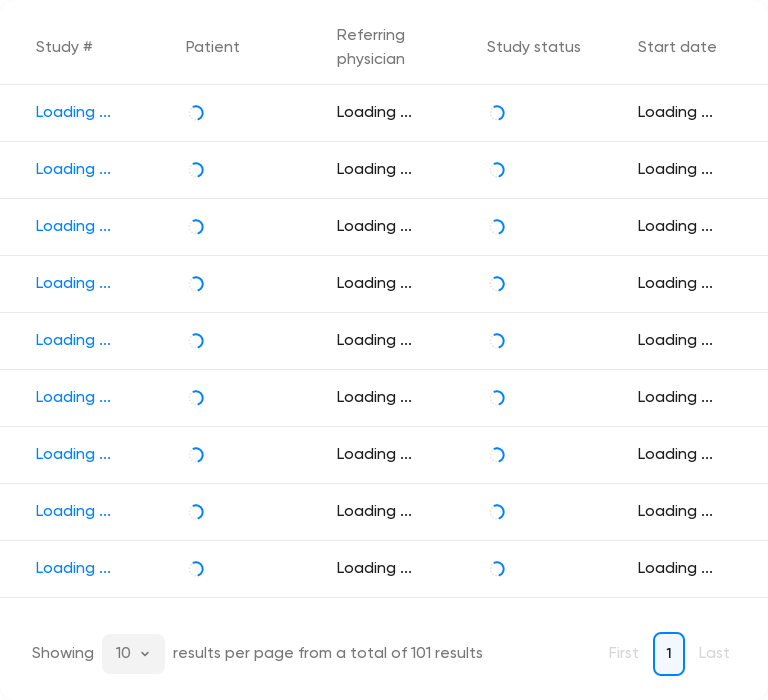 Study # Patient Referring physician Study status Start date
Loading ... Loading ... Loading ...
Loading ... Loading ... Loading ...
Loading ... Loading ... Loading ...
Loading ... Loading ... Loading ...
Loading ... Loading ... Loading ...
Loading ... Loading ... Loading ...
Loading ... Loading ... Loading ...
Loading ... Loading ... Loading ...
Loading ... Loading ... Loading ...
Showing 10 results per page from a total of 101 results First 1 Last